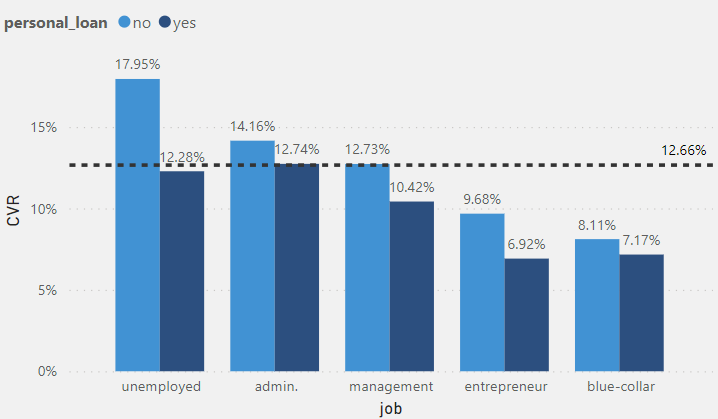 personal_loan no yes
17.95%
14.16%
12.28% 12.74% 12.73% 12.66%
10.42%
9.68%
8.11%
6.92% 7.17%
15%
10%
5%
0%
CVR
unemployed admin. management entrepreneur blue-collar
job